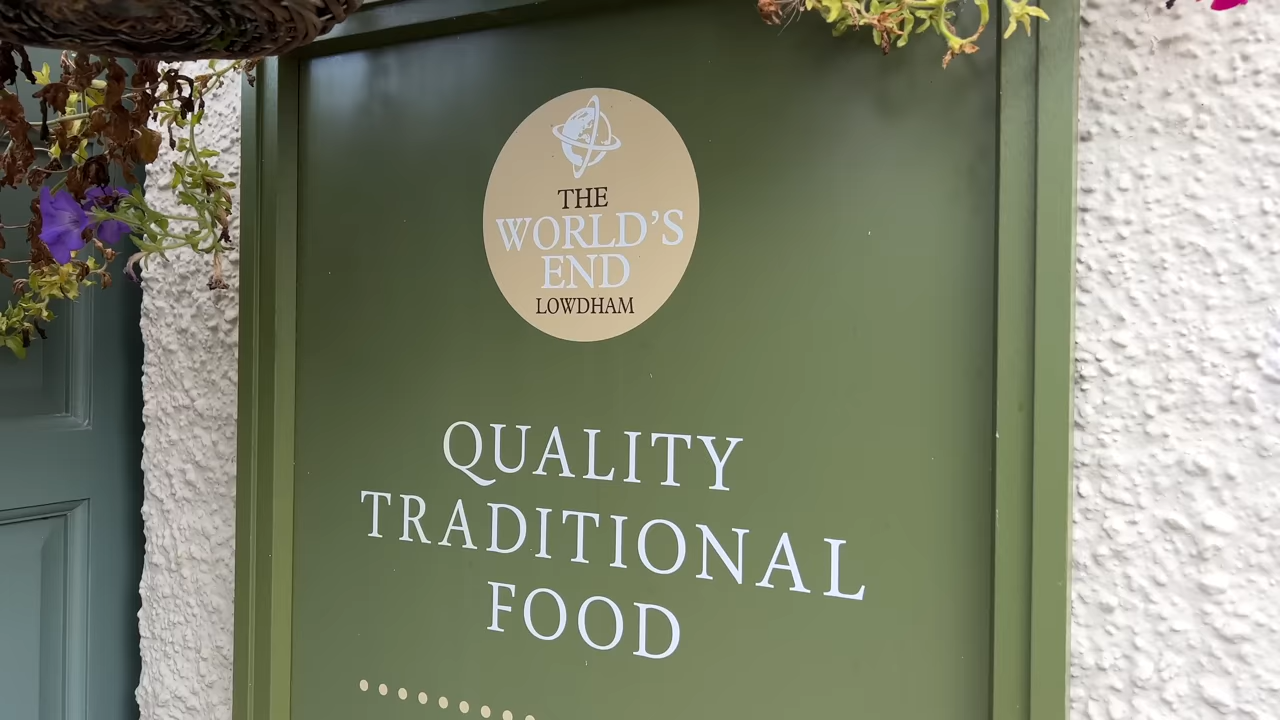 THE
WORLD'S
END
LOWDHAM
QUALITY
TRADITIONAL
FOOD